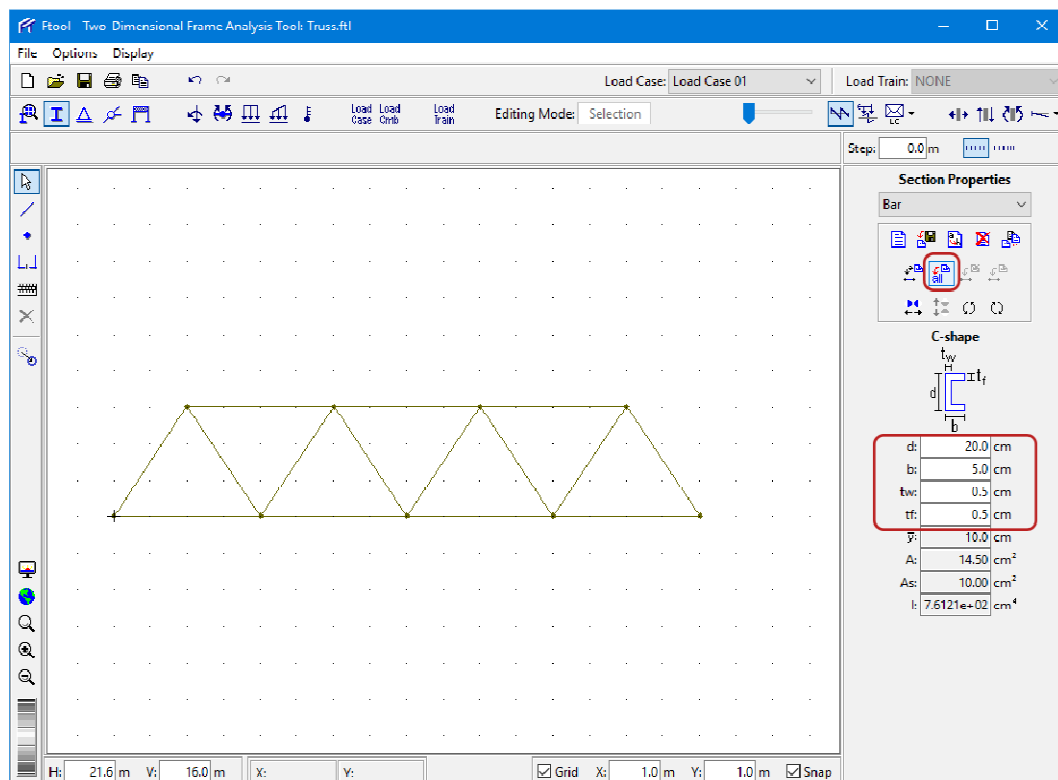 Ftool - Two-Dimensional Frame Analysis Tool: Truss.ftl
File Options Display
Load Case: Load Case 01 Load Train: NONE
Load Case Load Cmb Load Train Editing Mode: Selection LC
Step: 0.0 m
Section Properties
Bar
all
C-shape
tw
d tf
b
d: 20.0 cm
b: 5.0 cm
tw: 0.5 cm
tf: 0.5 cm
y̅: 10.0 cm
A: 14.50 cm²
As: 10.00 cm²
I: 7.6121e+02 cm⁴
H: 21.6 m V: 16.0 m X: Y: Grid X: 1.0 m Y: 1.0 m Snap